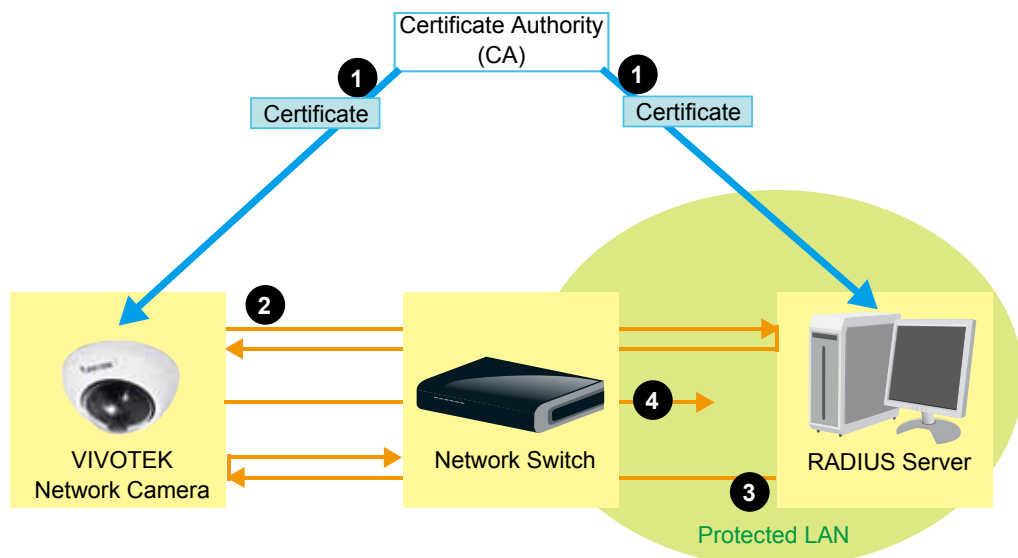 Certificate Authority
(CA)
1
1
Certificate
Certificate
2
4
VIVOTEK
Network Camera
Network Switch
RADIUS Server
3
Protected LAN